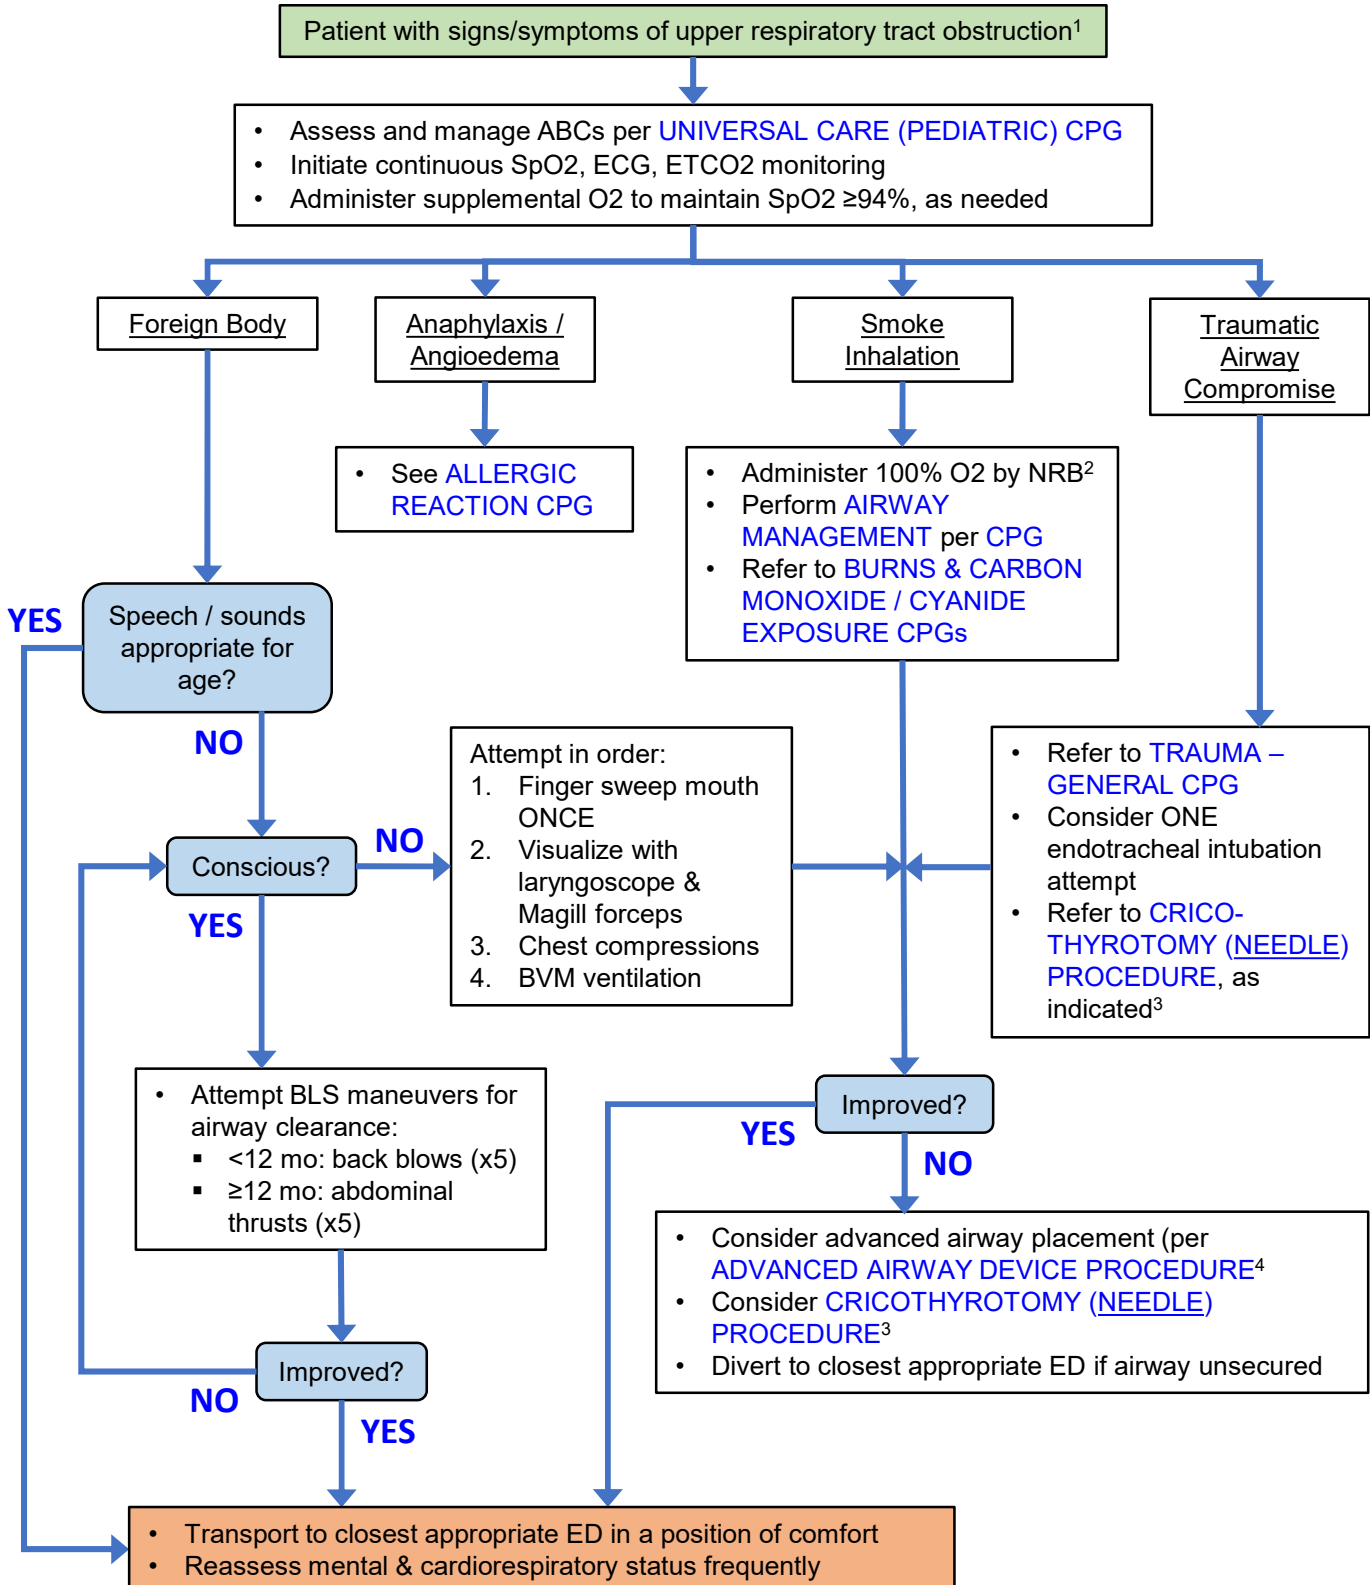 Patient with signs/symptoms of upper respiratory tract obstruction¹
• Assess and manage ABCs per UNIVERSAL CARE (PEDIATRIC) CPG
• Initiate continuous SpO2, ECG, ETCO2 monitoring
• Administer supplemental O2 to maintain SpO2 ≥94%, as needed
Foreign Body
Anaphylaxis /
Angioedema
Smoke
Inhalation
Traumatic
Airway
Compromise
• See ALLERGIC
REACTION CPG
• Administer 100% O2 by NRB²
• Perform AIRWAY
MANAGEMENT per CPG
• Refer to BURNS & CARBON
MONOXIDE / CYANIDE
EXPOSURE CPGs
YES
Speech / sounds
appropriate for
age?
NO
Conscious?
NO
YES
Attempt in order:
1. Finger sweep mouth
ONCE
2. Visualize with
laryngoscope &
Magill forceps
3. Chest compressions
4. BVM ventilation
• Refer to TRAUMA –
GENERAL CPG
• Consider ONE
endotracheal intubation
attempt
• Refer to CRICO-
THYROTOMY (NEEDLE)
PROCEDURE, as
indicated³
• Attempt BLS maneuvers for
airway clearance:
▪ <12 mo: back blows (x5)
▪ ≥12 mo: abdominal
thrusts (x5)
Improved?
YES
NO
• Consider advanced airway placement (per
ADVANCED AIRWAY DEVICE PROCEDURE⁴
• Consider CRICOTHYROTOMY (NEEDLE)
PROCEDURE³
• Divert to closest appropriate ED if airway unsecured
Improved?
NO
YES
• Transport to closest appropriate ED in a position of comfort
• Reassess mental & cardiorespiratory status frequently